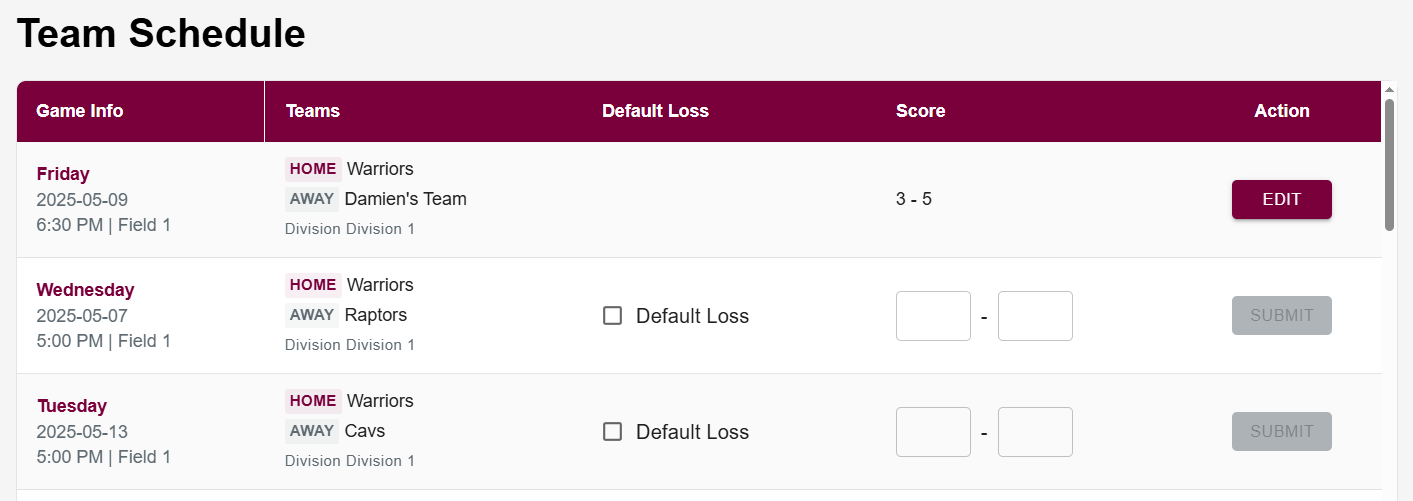 Team Schedule
Game Info Teams Default Loss Score Action
Friday
2025-05-09
6:30 PM | Field 1
HOME Warriors
AWAY Damien's Team
Division Division 1
3 - 5
EDIT
Wednesday
2025-05-07
5:00 PM | Field 1
HOME Warriors
AWAY Raptors
Division Division 1
Default Loss
-
SUBMIT
Tuesday
2025-05-13
5:00 PM | Field 1
HOME Warriors
AWAY Cavs
Division Division 1
Default Loss
-
SUBMIT